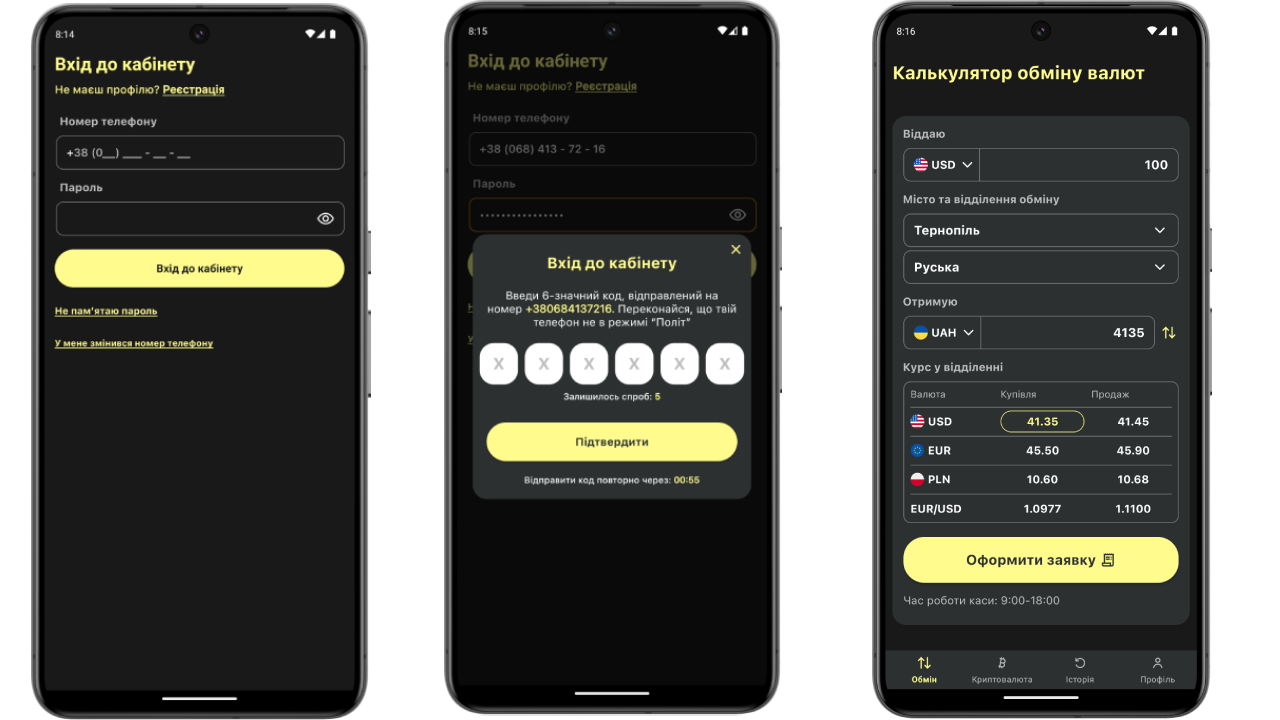 8:14
Вхід до кабінету
Не маєш профілю? Реєстрація
Номер телефону
+38 (0__) ___ - __ - __
Пароль
Вхід до кабінету
Не пам'ятаю пароль
У мене змінився номер телефону
8:15
Вхід до кабінету
Не маєш профілю? Реєстрація
Номер телефону
+38 (068) 413 - 72 - 16
Пароль
••••••••••••••••
Вхід до кабінету
Введи 6-значний код, відправлений на
номер +380684137216. Переконайся, що твій
телефон не в режимі “Політ”
X X X X X X
Залишилось спроб: 5
Підтвердити
Відправити код повторно через: 00:55
8:16
Калькулятор обміну валют
Віддаю
USD 100
Місто та відділення обміну
Тернопіль
Руська
Отримую
UAH 4135
Курс у відділенні
Валюта Купівля Продаж
USD 41.35 41.45
EUR 45.50 45.90
PLN 10.60 10.68
EUR/USD 1.0977 1.1100
Оформити заявку
Час роботи каси: 9:00-18:00
Обмін Криптовалюта Історія Профіль